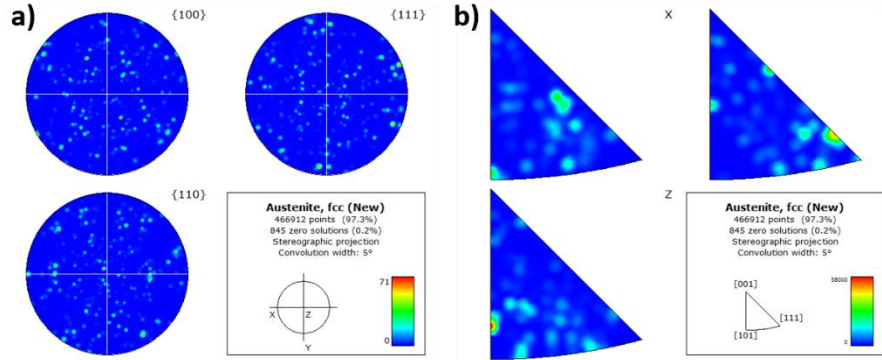 a)
{100}
{111}
{110}
Austenite, fcc (New)
466912 points (97.3%)
845 zero solutions (0.2%)
Stereographic projection
Convolution width: 5°
71
0
X
Z
Y
b)
X
Z
Austenite, fcc (New)
466912 points (97.3%)
845 zero solutions (0.2%)
Stereographic projection
Convolution width: 5°
38000
0
[001]
[111]
[101]